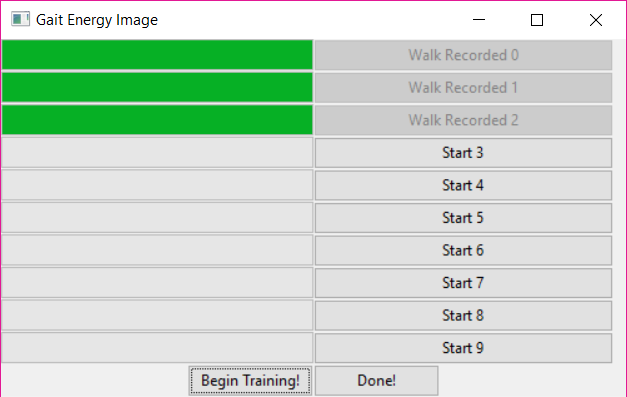 Gait Energy Image
Walk Recorded 0
Walk Recorded 1
Walk Recorded 2
Start 3
Start 4
Start 5
Start 6
Start 7
Start 8
Start 9
Begin Training! Done!